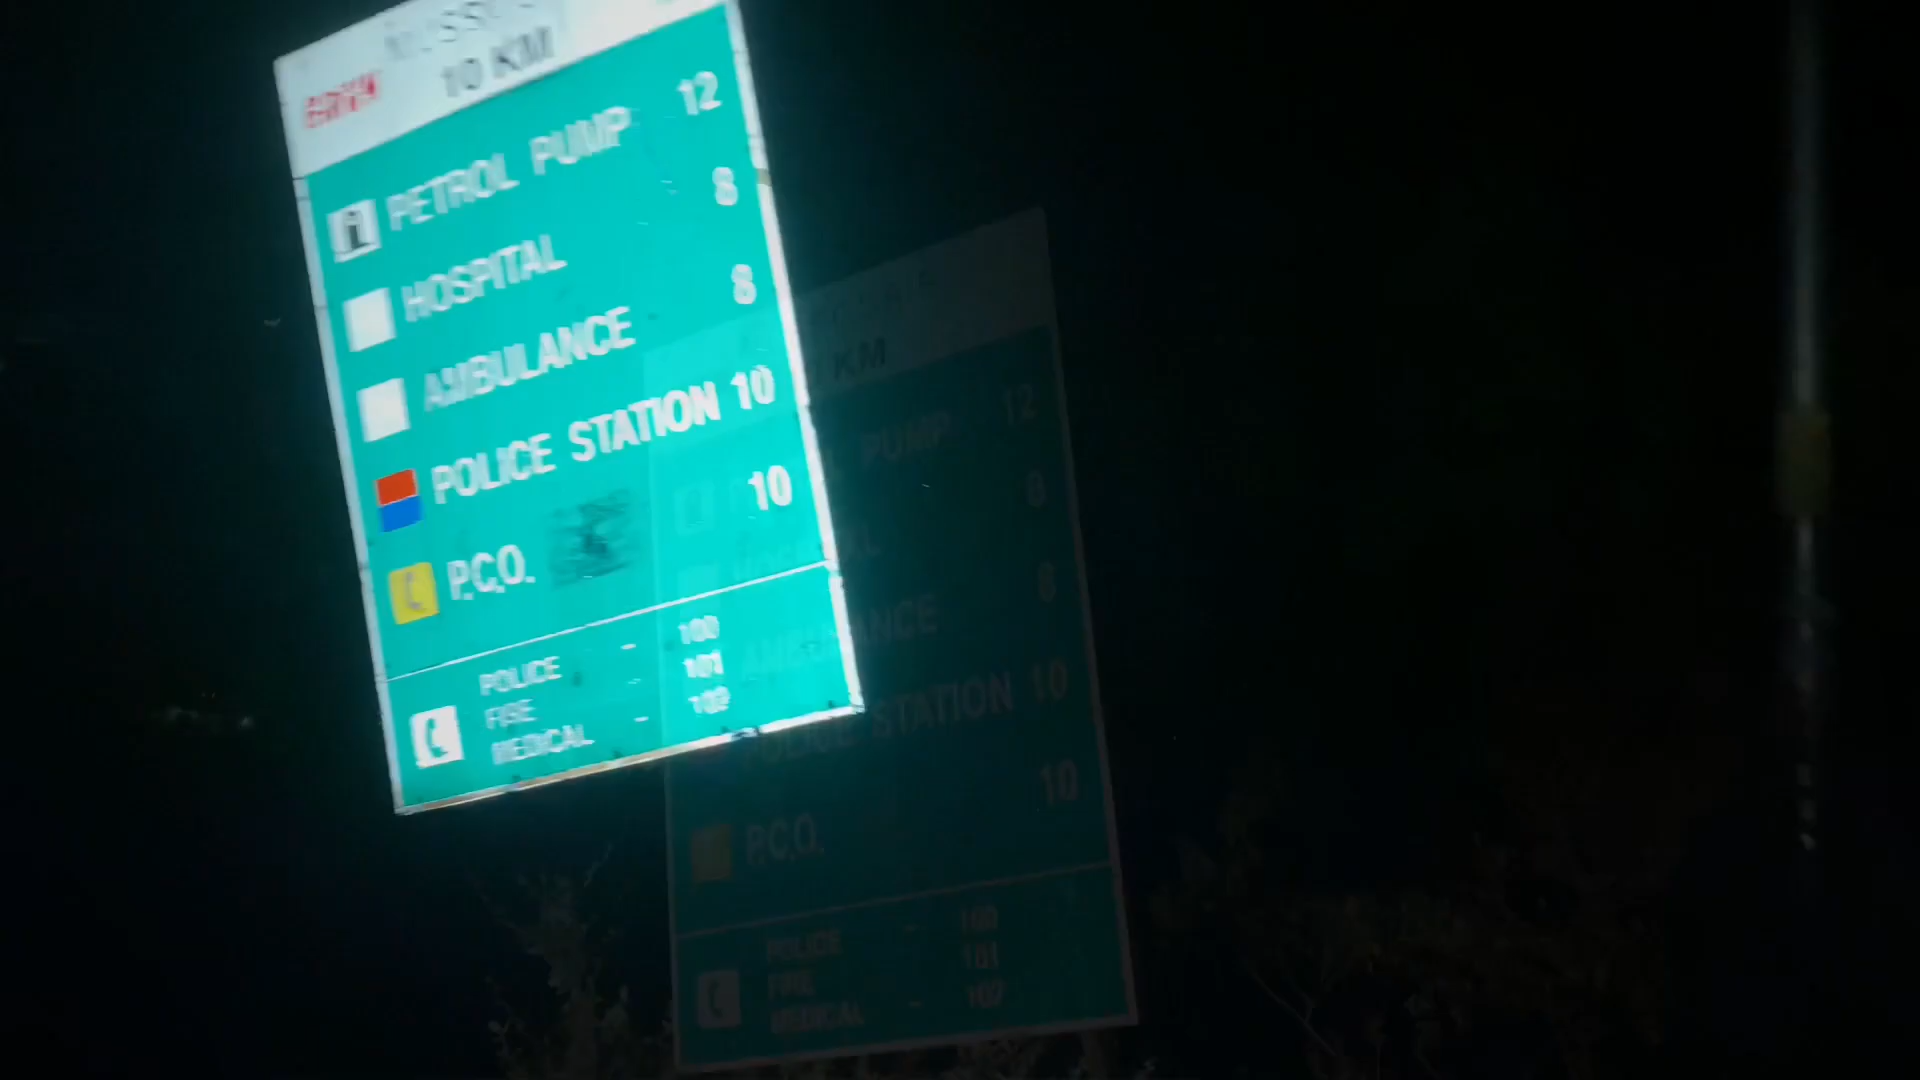 10 KM
PETROL PUMP 12
HOSPITAL 8
AMBULANCE 8
POLICE STATION 10
P.C.O. 10
POLICE - 100
FIRE 101
MEDICAL - 102